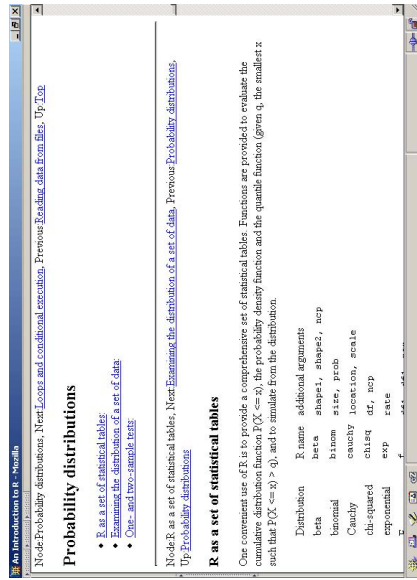 An Introduction to R - Mozilla
Node:Probability distributions, Next:Loops and conditional execution, Previous:Reading data from files, Up:Top
Probability distributions
• R as a set of statistical tables:
• Examining the distribution of a set of data:
• One- and two-sample tests:
Node:R as a set of statistical tables, Next:Examining the distribution of a set of data, Previous:Probability distributions,
Up:Probability distributions
R as a set of statistical tables
One convenient use of R is to provide a comprehensive set of statistical tables. Functions are provided to evaluate the
cumulative distribution function P(X <= x), the probability density function and the quantile function (given q, the smallest x
such that P(X <= x) > q), and to simulate from the distribution.
Distribution R name additional arguments
beta beta shape1, shape2, ncp
binomial binom size, prob
Cauchy cauchy location, scale
chi-squared chisq df, ncp
exponential exp rate